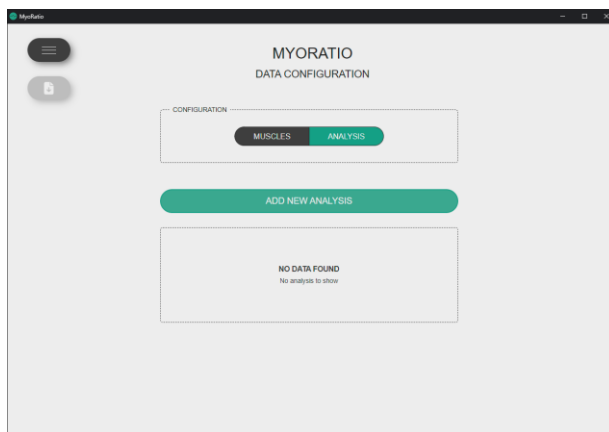 MyoRatio
MYORATIO
DATA CONFIGURATION
CONFIGURATION
MUSCLES
ANALYSIS
ADD NEW ANALYSIS
NO DATA FOUND
No analysis to show